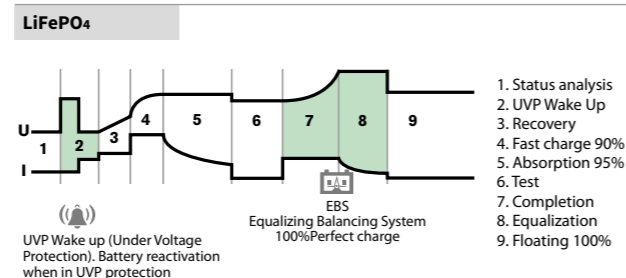 LiFePO4
U
I
1
2
3
4
5
6
7
8
9
1. Status analysis
2. UVP Wake Up
3. Recovery
4. Fast charge 90%
5. Absorption 95%
6. Test
7. Completion
8. Equalization
9. Floating 100%
UVP Wake up (Under Voltage
Protection). Battery reactivation
when in UVP protection
EBS
Equalizing Balancing System
100%Perfect charge